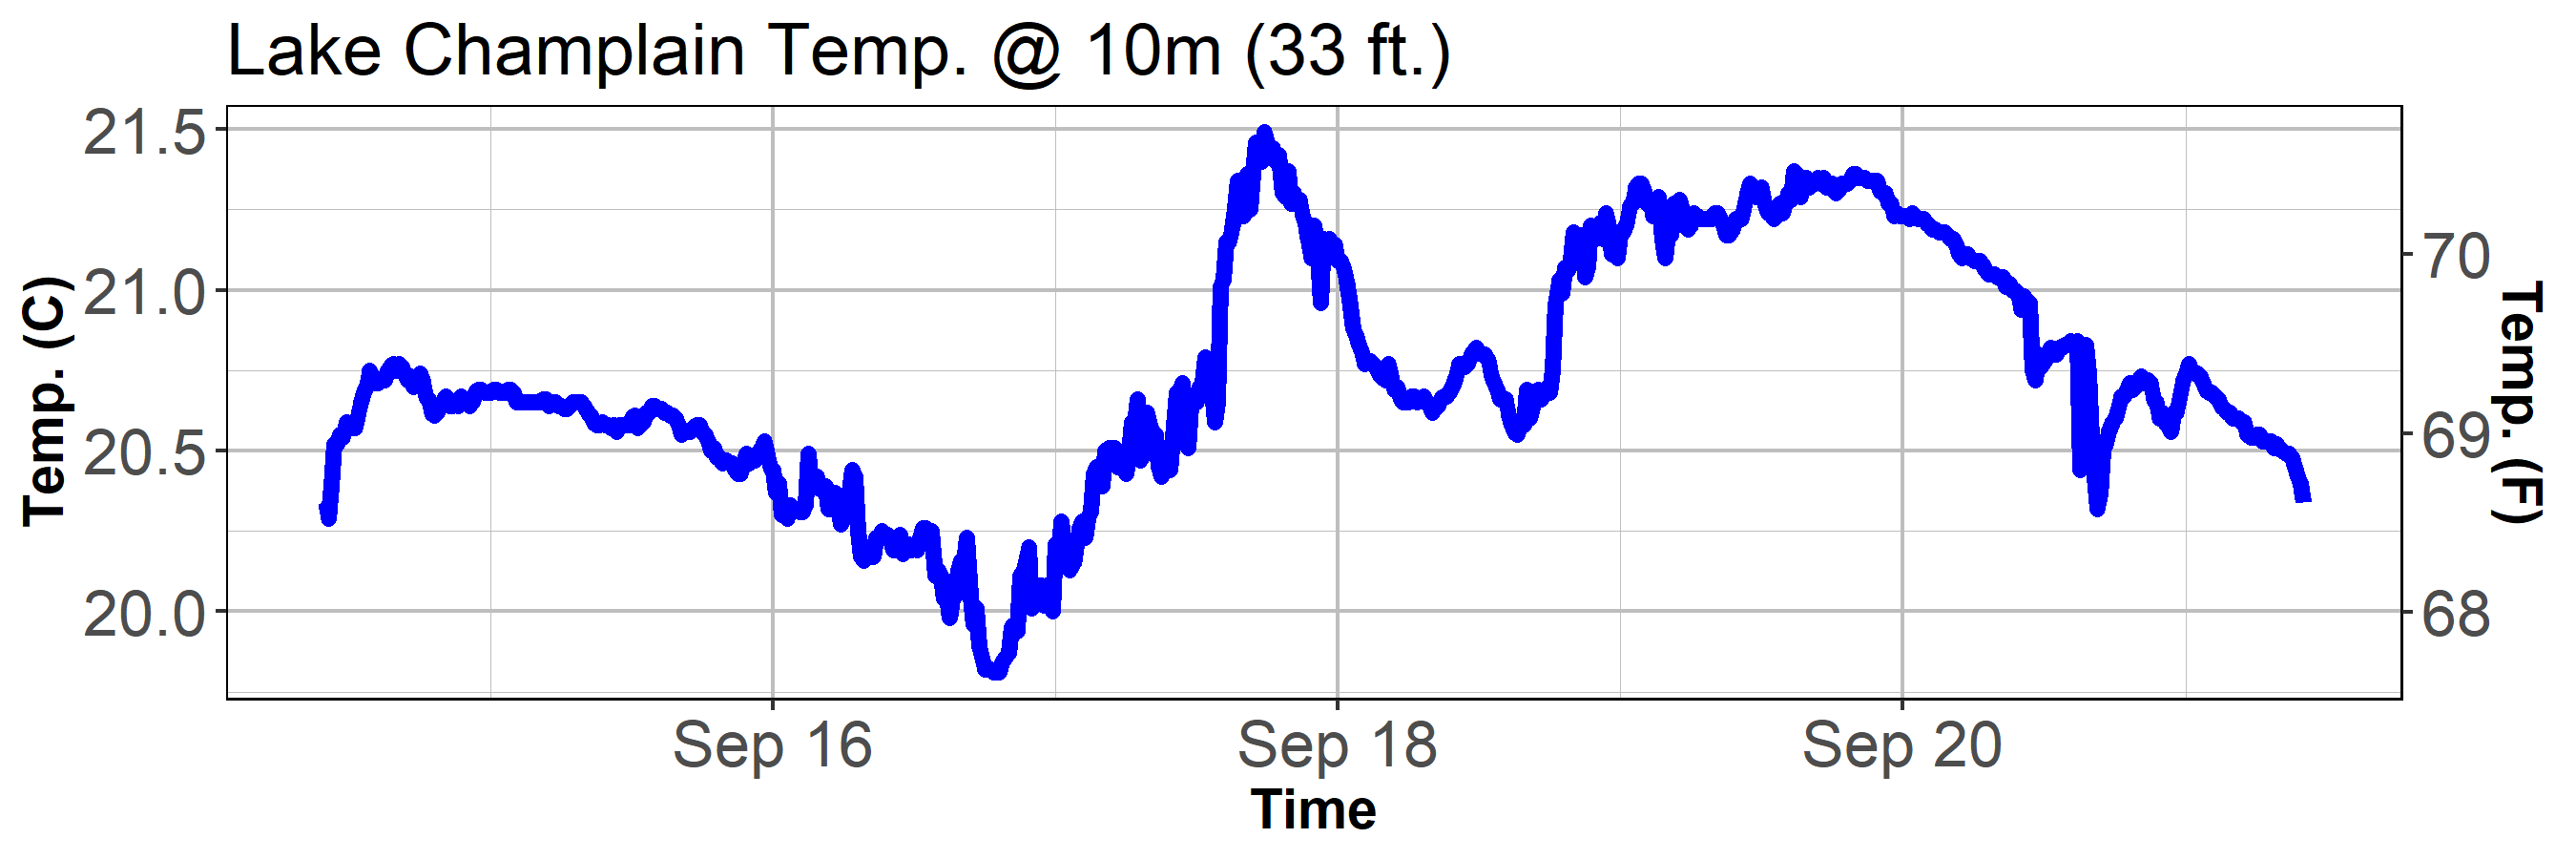 Lake Champlain Temp. @ 10m (33 ft.)
21.5
21.0
20.5
20.0
Temp. (C)
70
69
68
Temp. (F)
Sep 16
Sep 18
Sep 20
Time